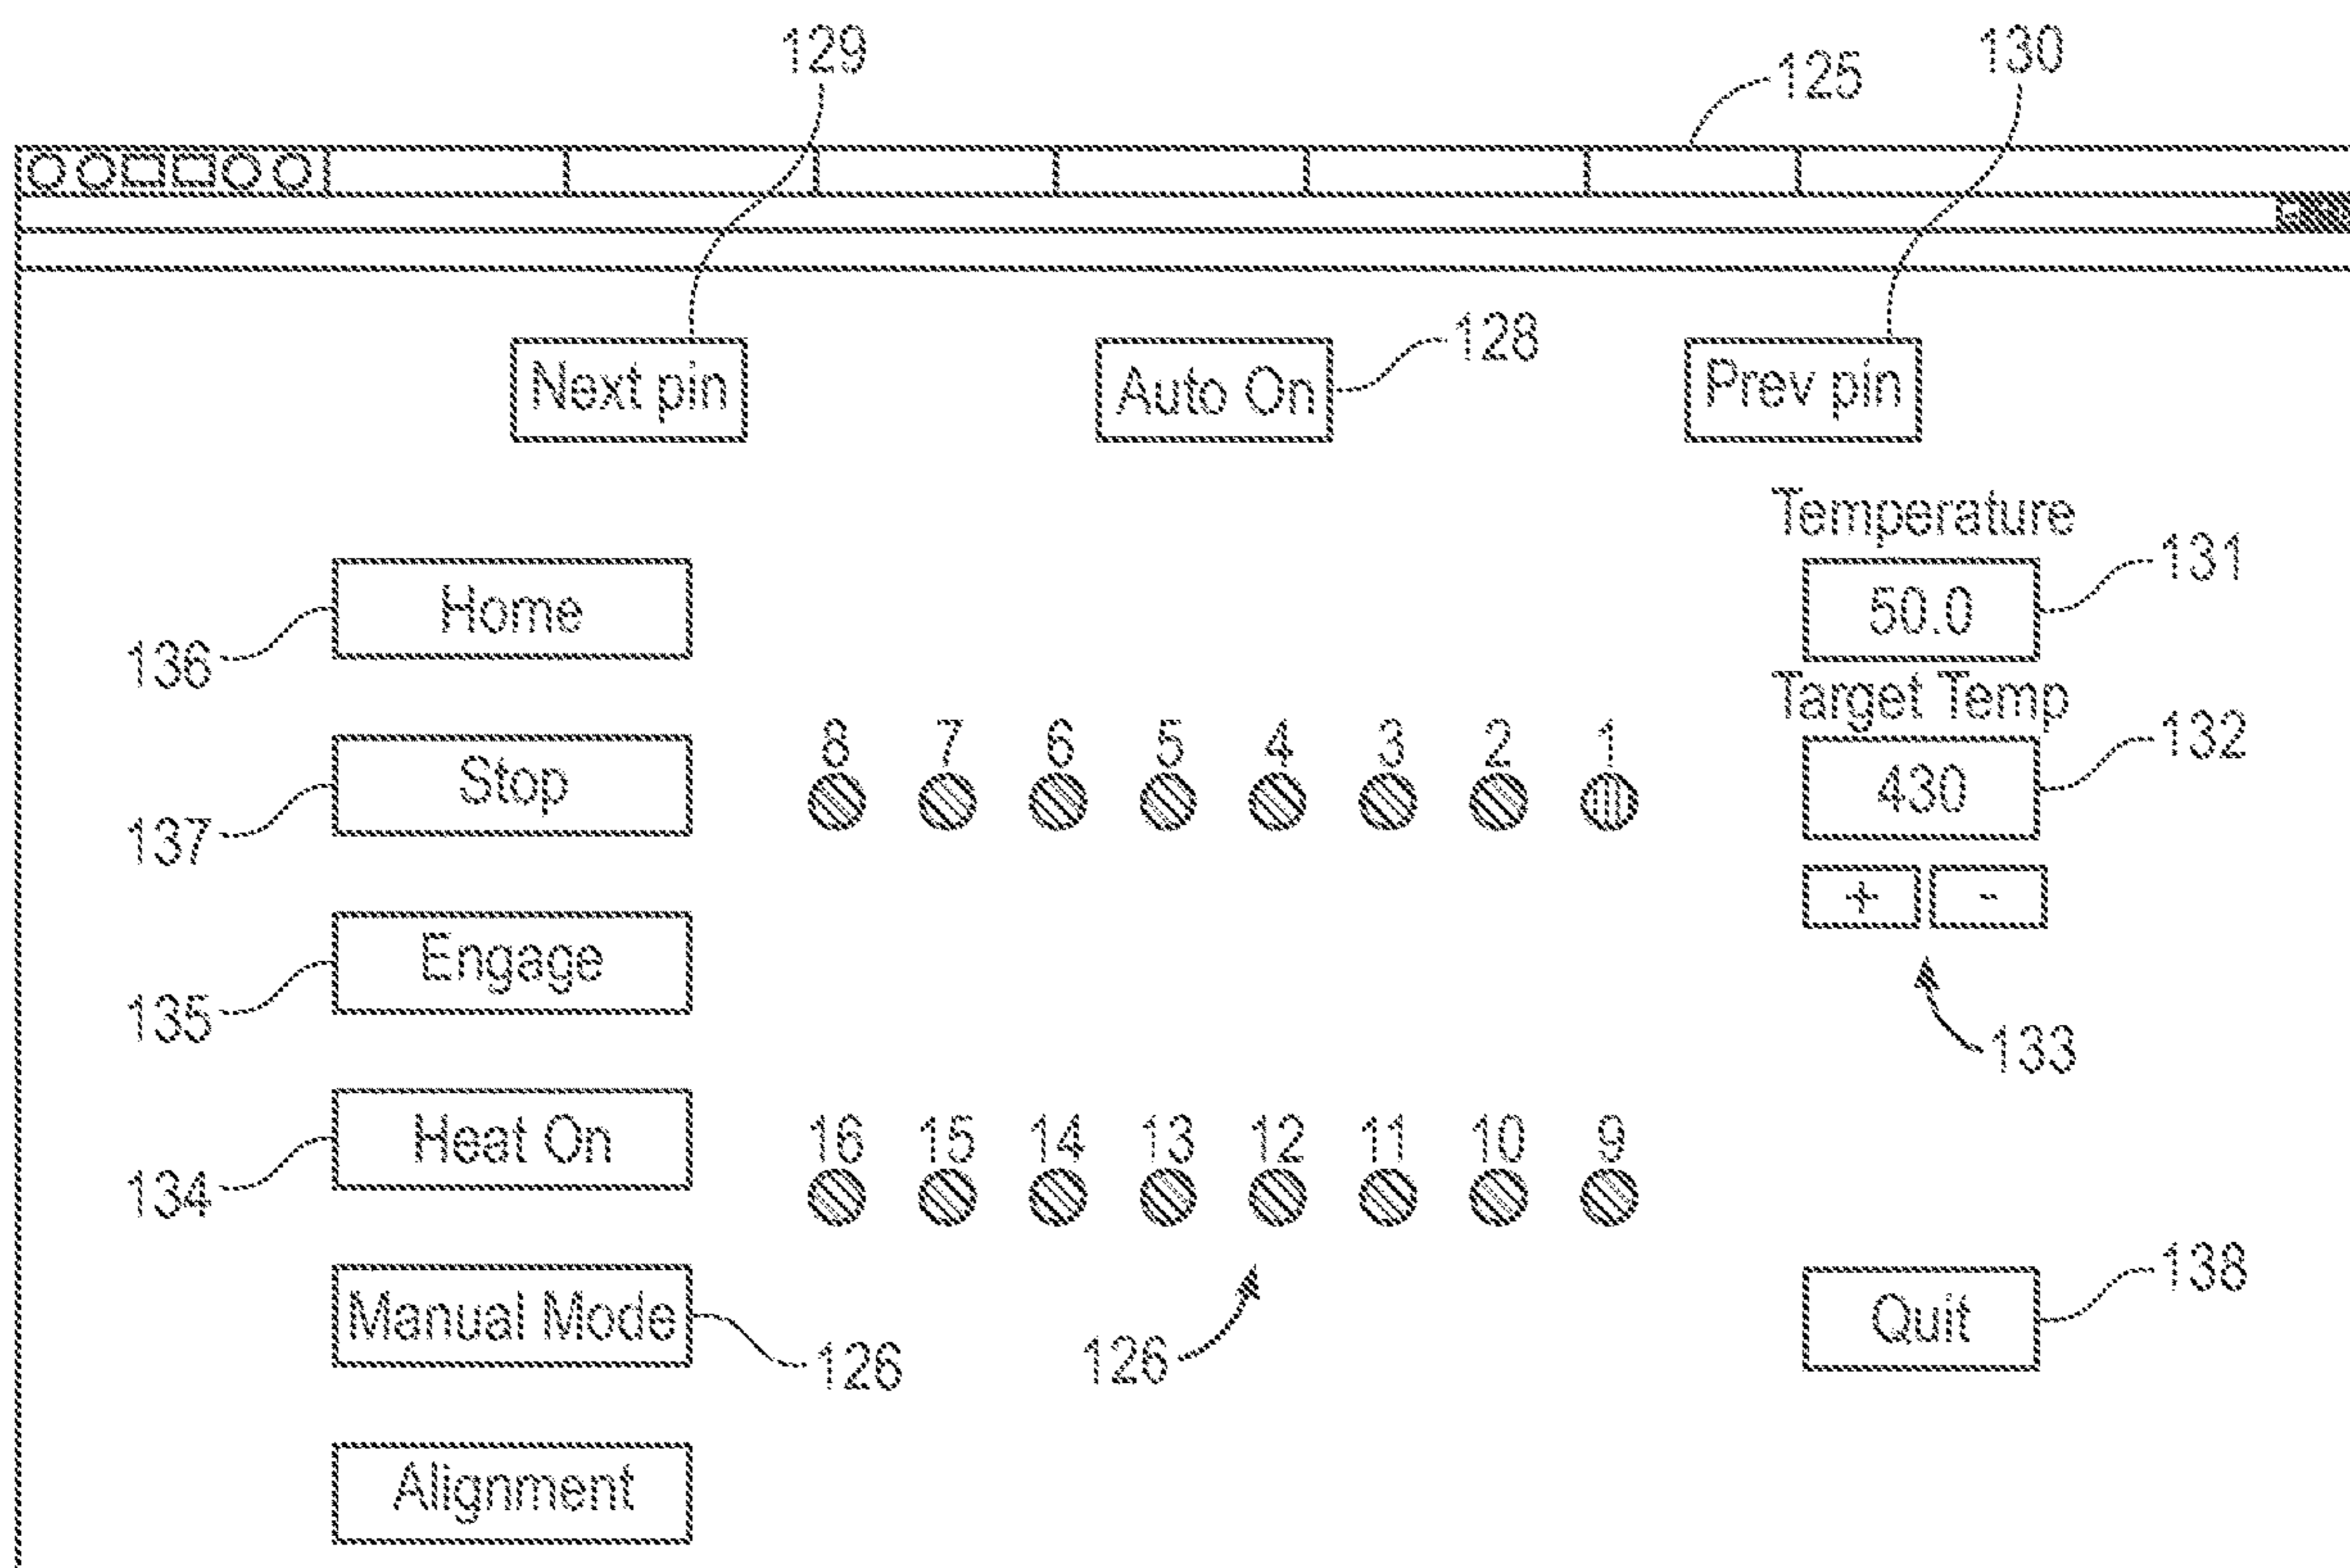 129
130
125
Next pin
Auto On
128
Prev pin
Temperature
131
Home
50.0
136
Target Temp
132
8 7 6 5 4 3 2 1
Stop
430
137
+ -
Engage
135
133
16 15 14 13 12 11 10 9
Heat On
134
138
Manual Mode
Quit
126
126
Alignment